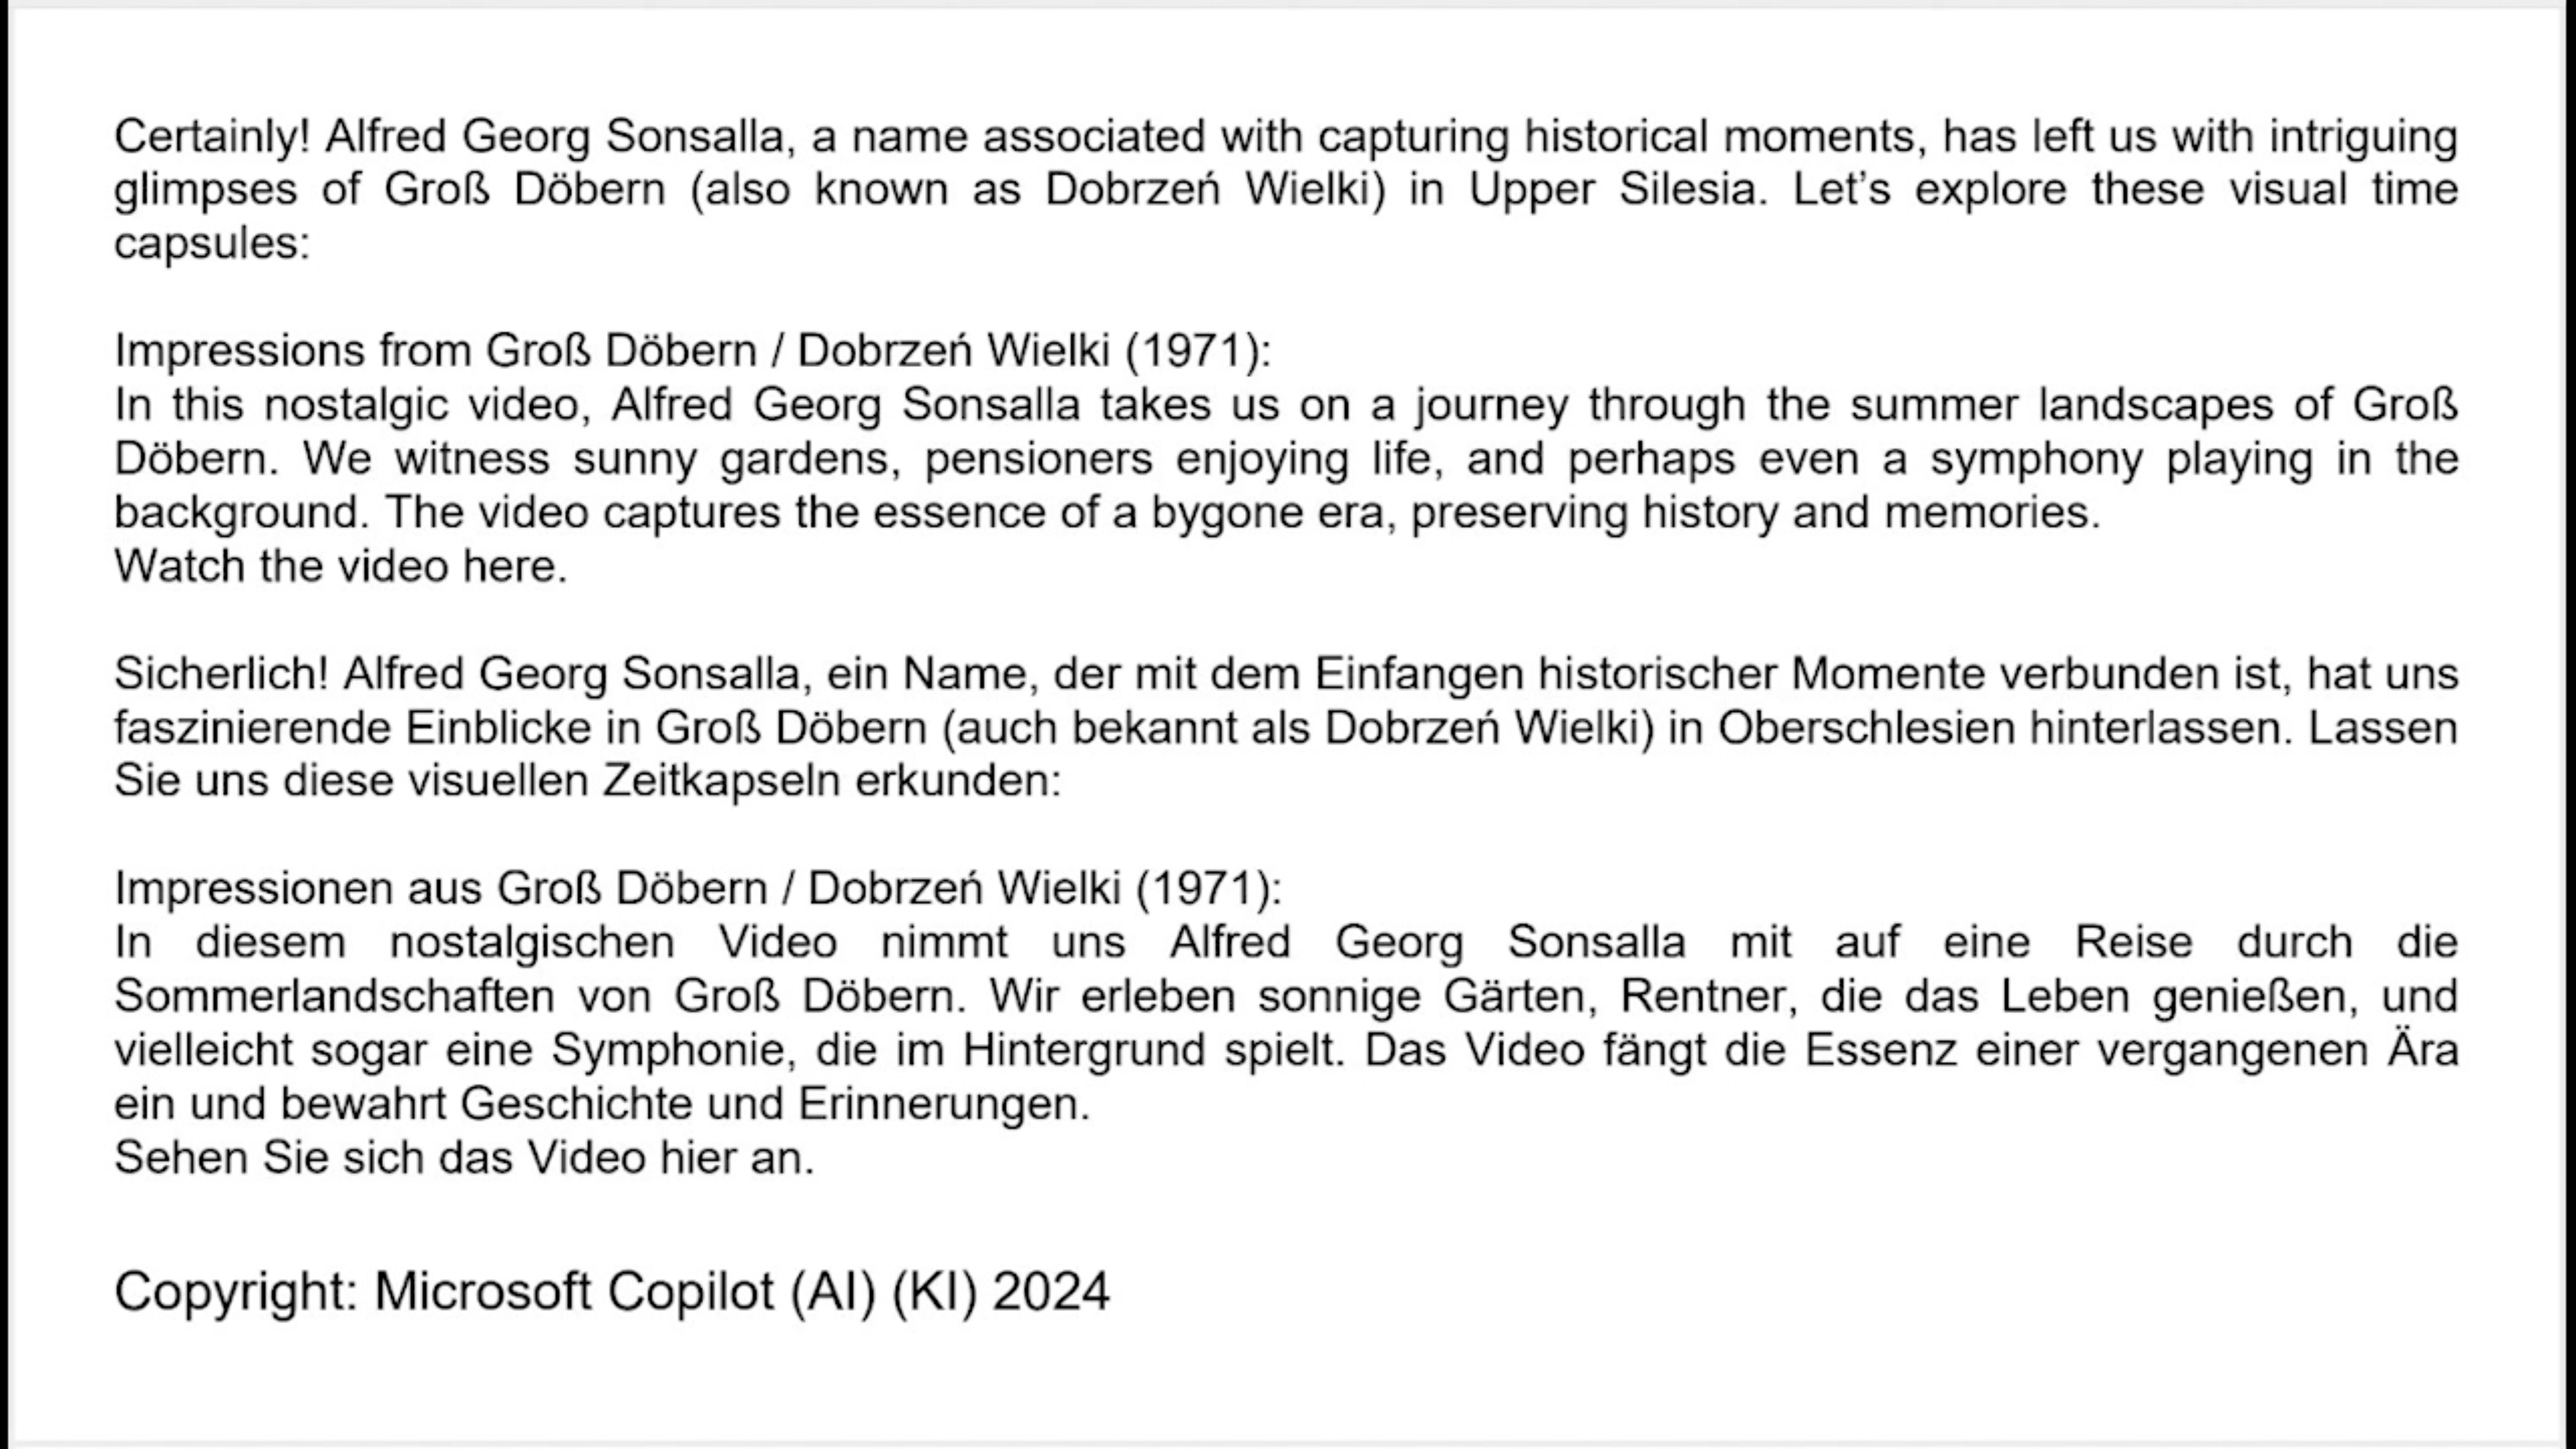 Certainly! Alfred Georg Sonsalla, a name associated with capturing historical moments, has left us with intriguing
glimpses of Groß Döbern (also known as Dobrzeń Wielki) in Upper Silesia. Let’s explore these visual time
capsules:
Impressions from Groß Döbern / Dobrzeń Wielki (1971):
In this nostalgic video, Alfred Georg Sonsalla takes us on a journey through the summer landscapes of Groß
Döbern. We witness sunny gardens, pensioners enjoying life, and perhaps even a symphony playing in the
background. The video captures the essence of a bygone era, preserving history and memories.
Watch the video here.
Sicherlich! Alfred Georg Sonsalla, ein Name, der mit dem Einfangen historischer Momente verbunden ist, hat uns
faszinierende Einblicke in Groß Döbern (auch bekannt als Dobrzeń Wielki) in Oberschlesien hinterlassen. Lassen
Sie uns diese visuellen Zeitkapseln erkunden:
Impressionen aus Groß Döbern / Dobrzeń Wielki (1971):
In diesem nostalgischen Video nimmt uns Alfred Georg Sonsalla mit auf eine Reise durch die
Sommerlandschaften von Groß Döbern. Wir erleben sonnige Gärten, Rentner, die das Leben genießen, und
vielleicht sogar eine Symphonie, die im Hintergrund spielt. Das Video fängt die Essenz einer vergangenen Ära
ein und bewahrt Geschichte und Erinnerungen.
Sehen Sie sich das Video hier an.
Copyright: Microsoft Copilot (AI) (KI) 2024